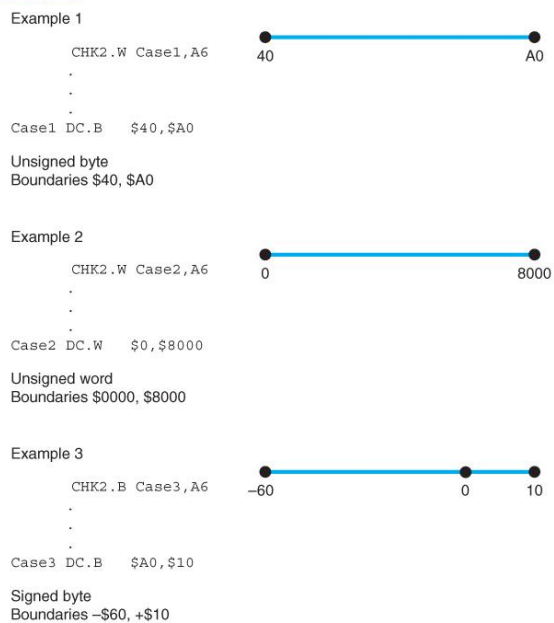 Example 1
CHK2.W Case1,A6
.
.
.
Case1 DC.B $40,$A0
Unsigned byte
Boundaries $40, $A0
40 A0
Example 2
CHK2.W Case2,A6
.
.
.
Case2 DC.W $0,$8000
Unsigned word
Boundaries $0000, $8000
0 8000
Example 3
CHK2.B Case3,A6
.
.
.
Case3 DC.B $A0,$10
Signed byte
Boundaries –$60, +$10
–60 0 10